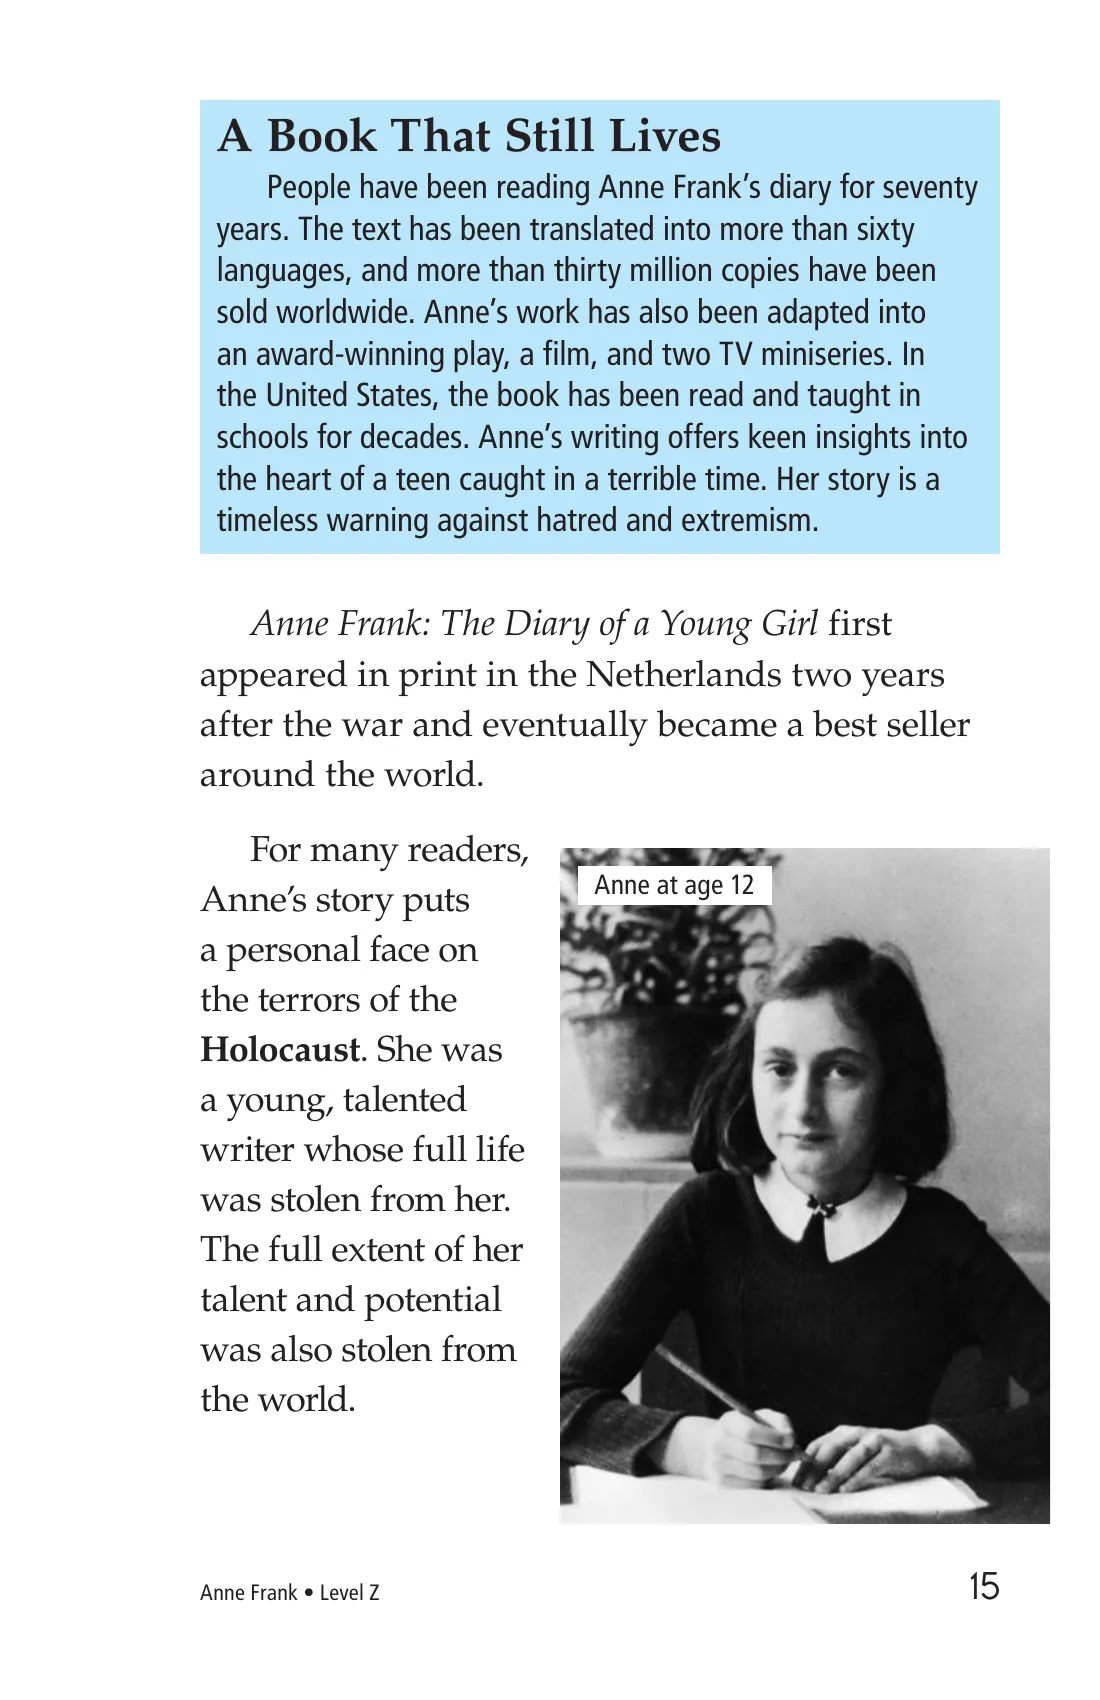 A Book That Still Lives
People have been reading Anne Frank’s diary for seventy
years. The text has been translated into more than sixty
languages, and more than thirty million copies have been
sold worldwide. Anne’s work has also been adapted into
an award-winning play, a film, and two TV miniseries. In
the United States, the book has been read and taught in
schools for decades. Anne’s writing offers keen insights into
the heart of a teen caught in a terrible time. Her story is a
timeless warning against hatred and extremism.
Anne Frank: The Diary of a Young Girl first
appeared in print in the Netherlands two years
after the war and eventually became a best seller
around the world.
For many readers,
Anne’s story puts
a personal face on
the terrors of the
Holocaust. She was
a young, talented
writer whose full life
was stolen from her.
The full extent of her
talent and potential
was also stolen from
the world.
Anne at age 12
Anne Frank • Level Z
15